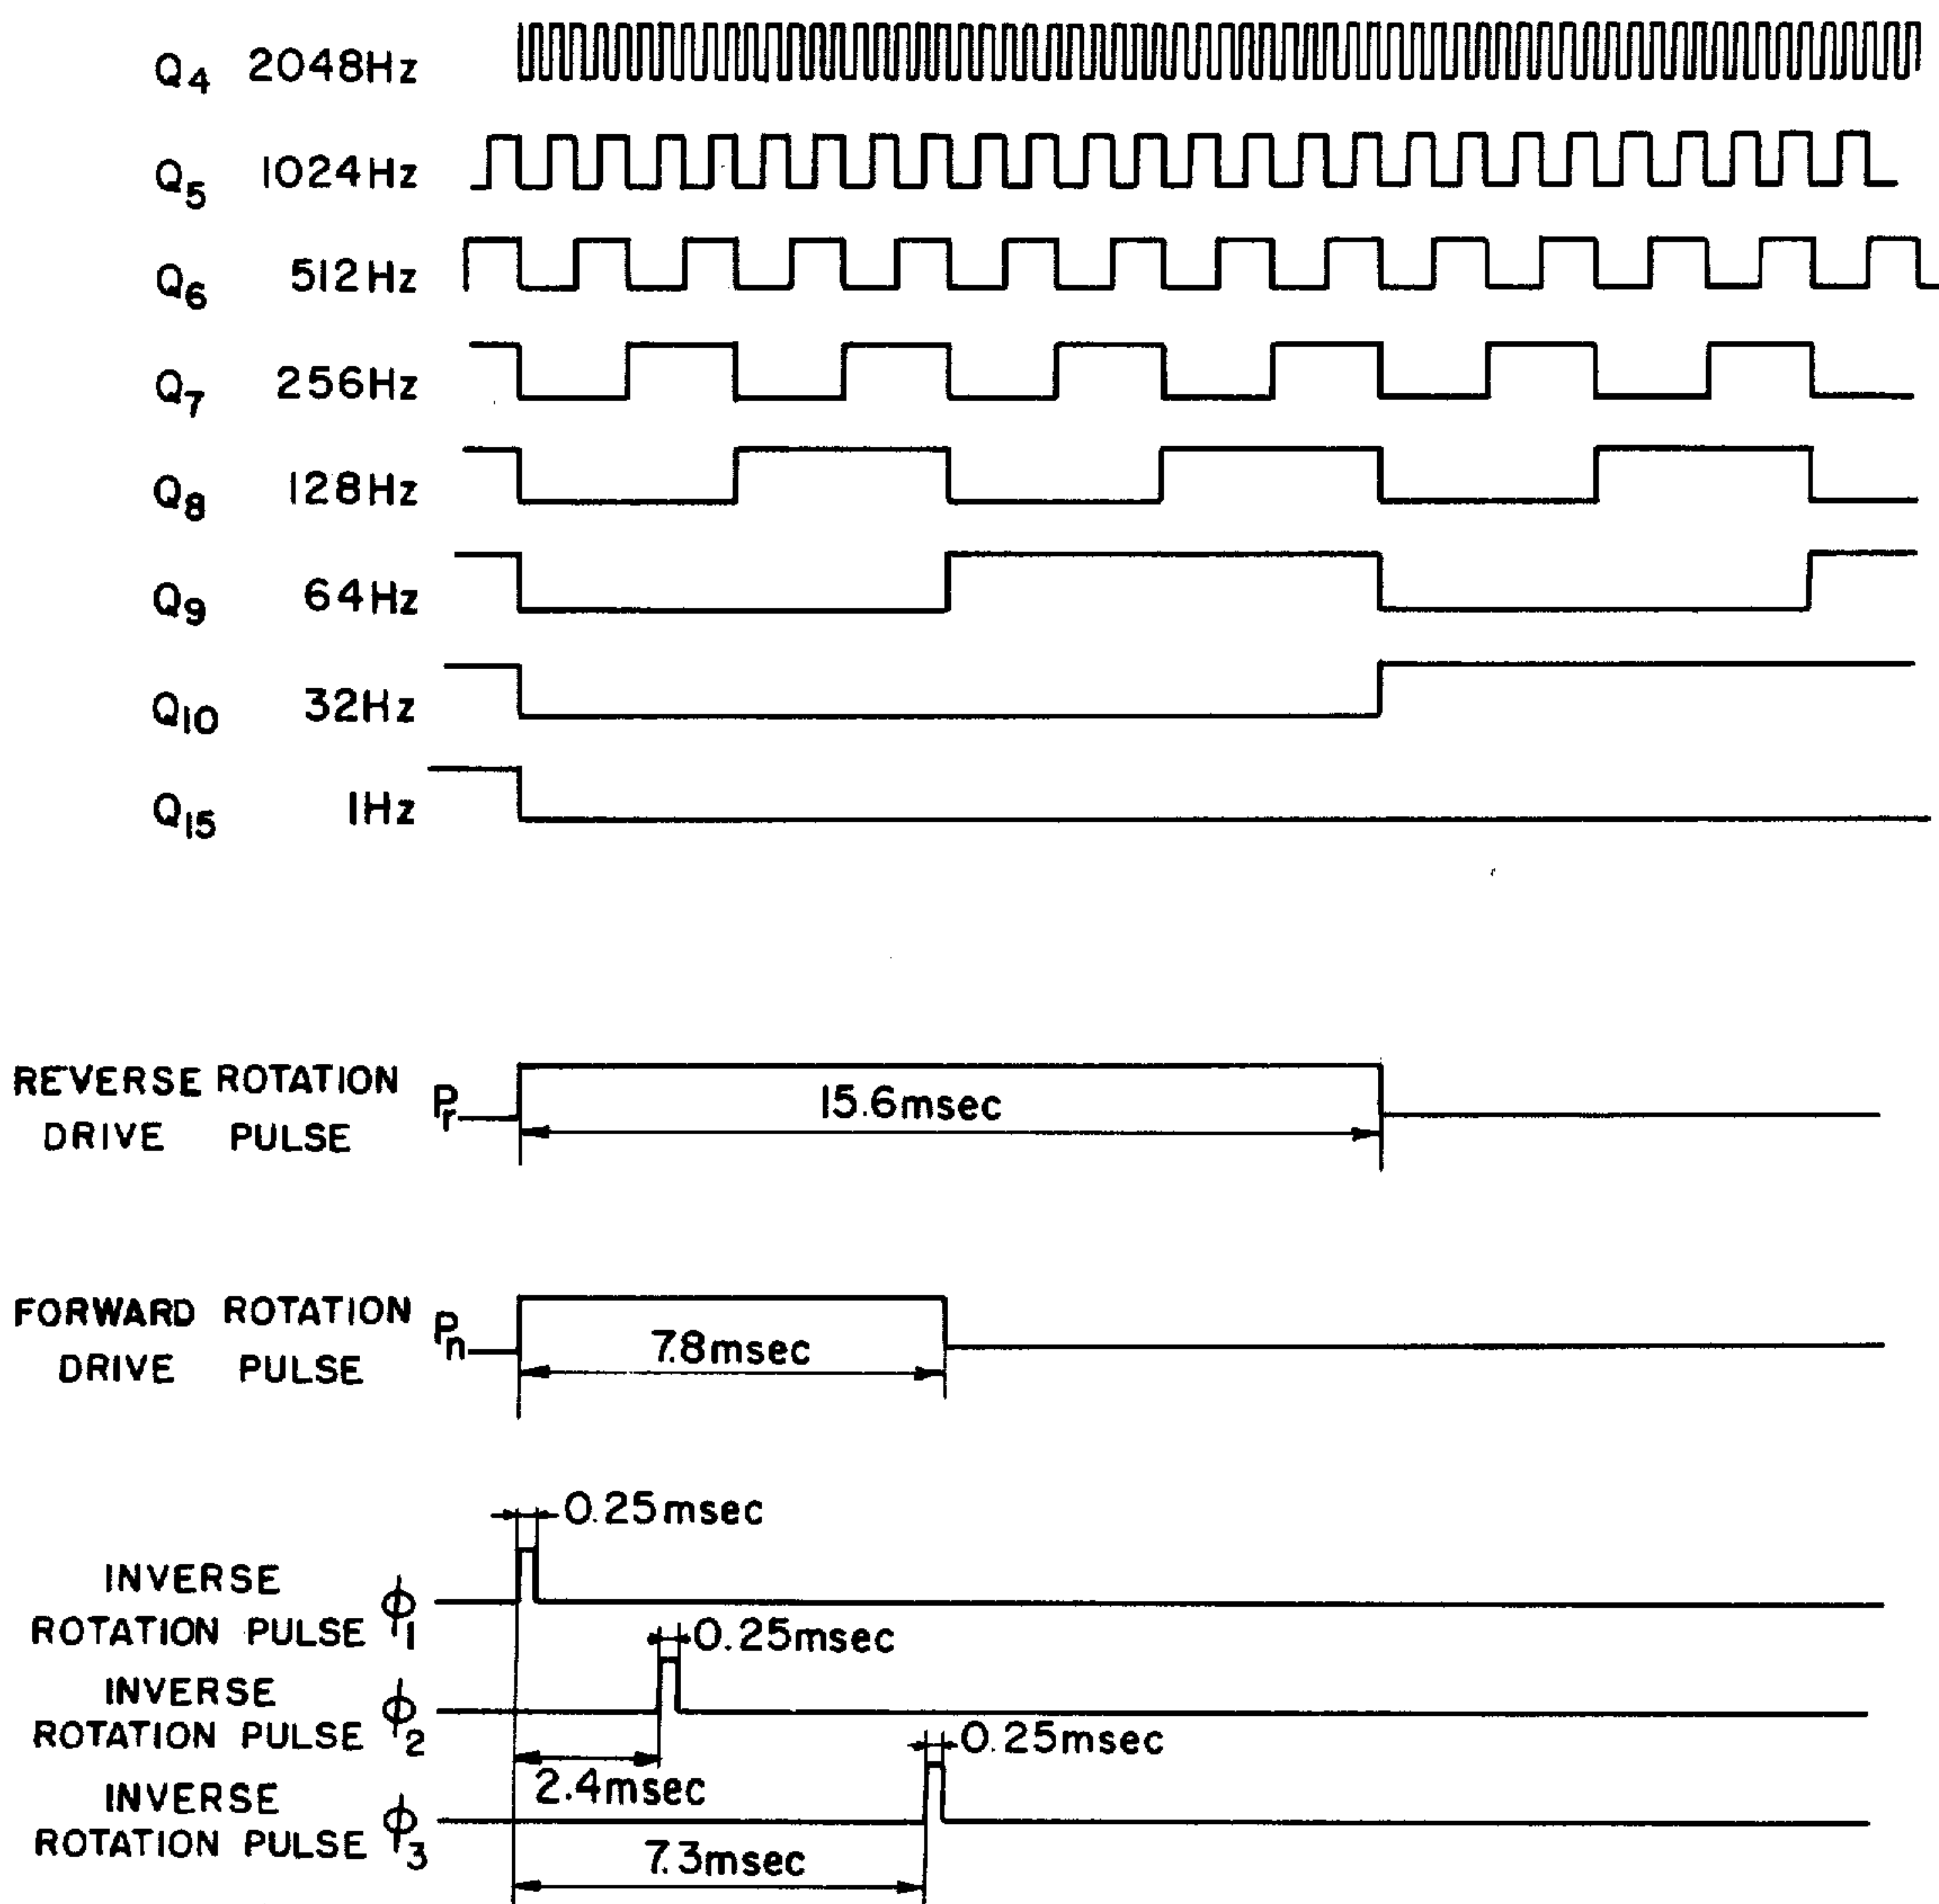 Q4 2048Hz
Q5 1024Hz
Q6 512Hz
Q7 256Hz
Q8 128Hz
Q9 64Hz
Q10 32Hz
Q15 1Hz
REVERSE ROTATION
DRIVE PULSE
Pr
15.6msec
FORWARD ROTATION
DRIVE PULSE
Pn
7.8msec
0.25msec
INVERSE
ROTATION PULSE ϕ1
0.25msec
INVERSE
ROTATION PULSE ϕ2
0.25msec
2.4msec
INVERSE
ROTATION PULSE ϕ3
7.3msec